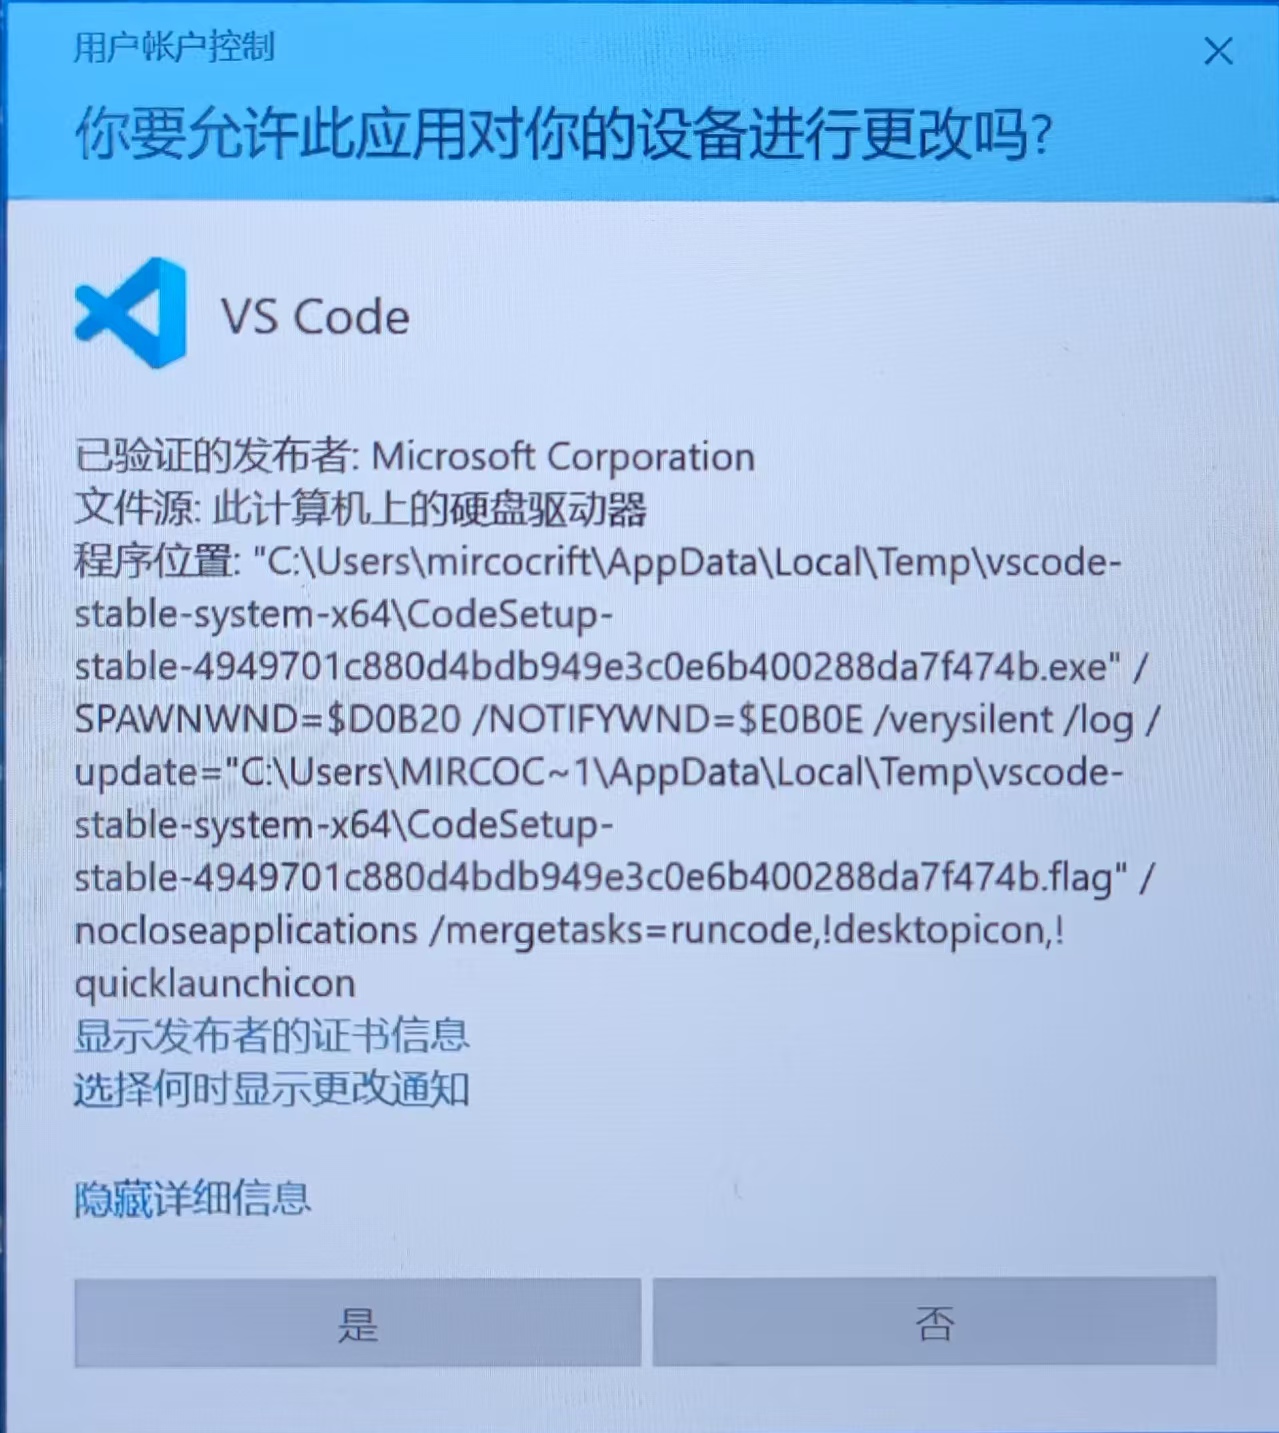 用户帐户控制
你要允许此应用对你的设备进行更改吗?
VS Code
已验证的发布者: Microsoft Corporation
文件源: 此计算机上的硬盘驱动器
程序位置: "C:\Users\mircocrift\AppData\Local\Temp\vscode-
stable-system-x64\CodeSetup-
stable-4949701c880d4bdb949e3c0e6b400288da7f474b.exe" /
SPAWNWND=$D0B20 /NOTIFYWND=$E0B0E /verysilent /log /
update="C:\Users\MIRCOC~1\AppData\Local\Temp\vscode-
stable-system-x64\CodeSetup-
stable-4949701c880d4bdb949e3c0e6b400288da7f474b.flag" /
nocloseapplications /mergetasks=runcode,!desktopicon,!
quicklaunchicon
显示发布者的证书信息
选择何时显示更改通知
隐藏详细信息
是
否